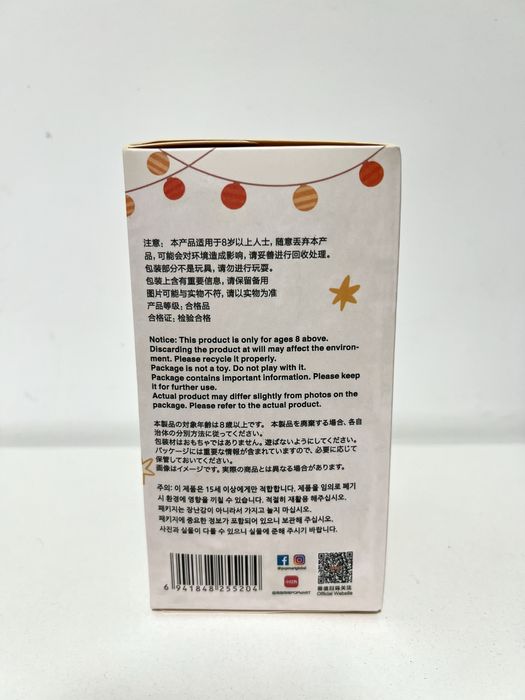 注意： 本产品适用于8岁以上人士，随意丢弃本产
品，可能会对环境造成影响，请妥善进行回收处理。
包装部分不是玩具，请勿进行玩耍。
包装上含有重要信息，请保留备用
图片可能与实物不符，请以实物为准
产品等级：合格品
合格证：检验合格
Notice: This product is only for ages 8 above.
Discarding the product at will may affect the environ-
ment. Please recycle it properly.
Package is not a toy. Do not play with it.
Package contains important information. Please keep
it for further use.
Actual product may differ slightly from photos on the
package. Please refer to the actual product.
本製品の対象年齢は８歳以上です。 本製品を廃棄する場合、各自
治体の分別方法に従ってください。
包装材はおもちゃではありません。遊ばないようにしてください。
パッケージには重要な情報が含まれていますので、必要に応じて
保管しておいてください。
画像はイメージです。実際の商品とは異なる場合があります。
주의: 이 제품은 15세 이상에게만 적합합니다. 제품을 임의로 폐기
시 환경에 영향을 끼칠 수 있습니다. 적절히 재활용 해주십시오.
패키지는 장난감이 아니라서 가지고 놀지 마십시오.
패키지에 중요한 정보가 포함되어 있으니 보관해 주십시오.
사진과 실물이 다를 수 있으니 실물에 준해 주시기 바랍니다.
6 941848 255204
@popmartglobal
小红书
Official Website